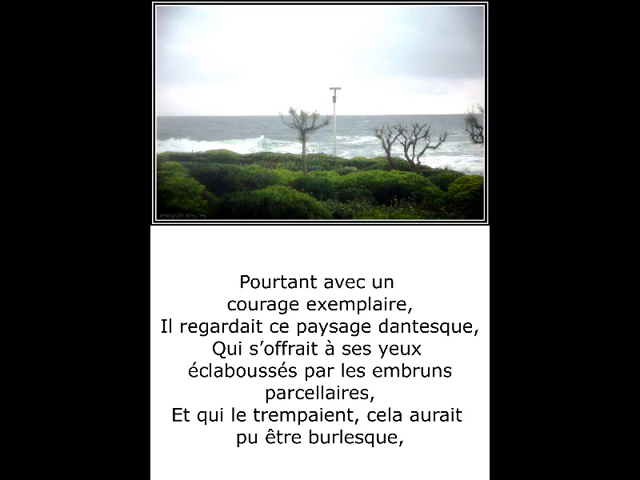 Pourtant avec un
courage exemplaire,
Il regardait ce paysage dantesque,
Qui s’offrait à ses yeux
éclaboussés par les embruns
parcellaires,
Et qui le trempaient, cela aurait
pu être burlesque,